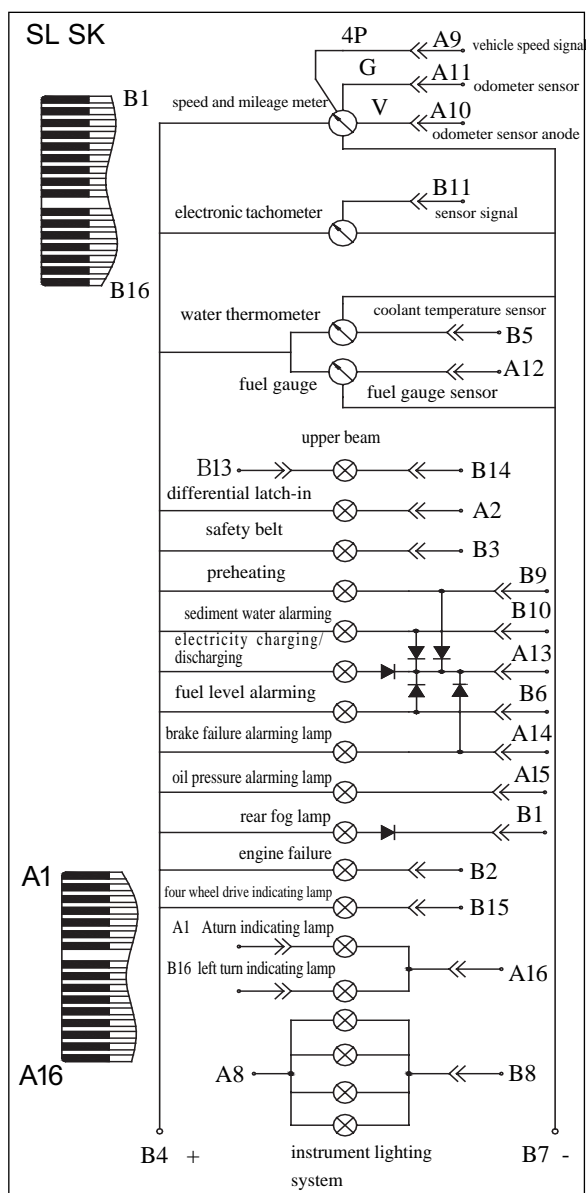 SL SK
4P
A9
vehicle speed signal
B1
G
A11
odometer sensor
speed and mileage meter
V
A10
odometer sensor anode
B11
electronic tachometer
sensor signal
B16
water thermometer
coolant temperature sensor
B5
A12
fuel gauge
fuel gauge sensor
upper beam
B13
B14
differential latch-in
A2
safety belt
B3
preheating
B9
sediment water alarming
B10
electricity charging/
discharging
A13
fuel level alarming
B6
brake failure alarming lamp
A14
oil pressure alarming lamp
A15
rear fog lamp
B1
engine failure
A1
B2
four wheel drive indicating lamp
B15
A1 Aturn indicating lamp
B16 left turn indicating lamp
A16
A16
A8
B8
B4 +
instrument lighting
system
B7 -